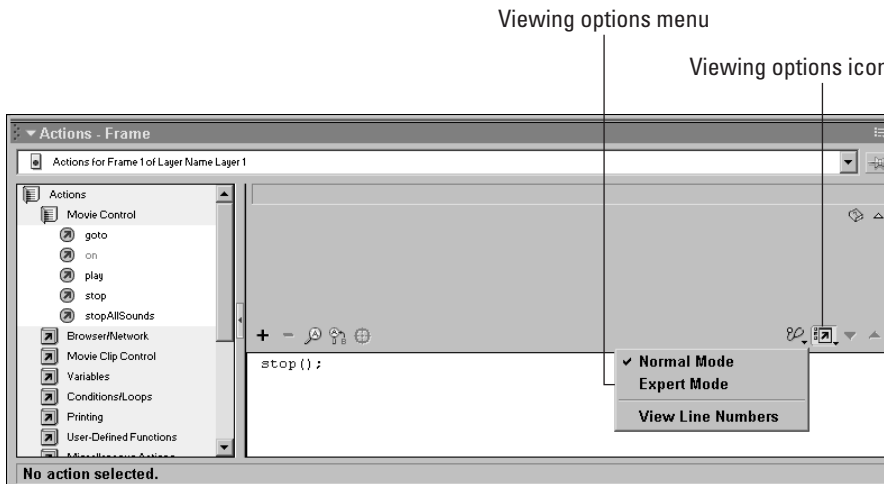 Viewing options menu
Viewing options icon
Actions - Frame
Actions for Frame 1 of Layer Name Layer 1
Actions
Movie Control
goto
on
play
stop
stopAllSounds
Browser/Network
Movie Clip Control
Variables
Conditions/Loops
Printing
User-Defined Functions
stop();
Normal Mode
Expert Mode
View Line Numbers
No action selected.